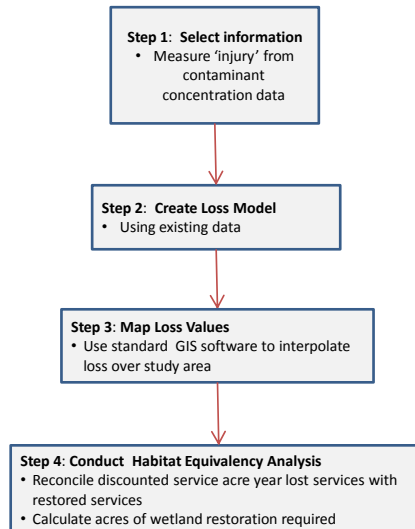 Step 1: Select information
• Measure ‘injury’ from
contaminant
concentration data
Step 2: Create Loss Model
• Using existing data
Step 3: Map Loss Values
• Use standard GIS software to interpolate
loss over study area
Step 4: Conduct Habitat Equivalency Analysis
• Reconcile discounted service acre year lost services with
restored services
• Calculate acres of wetland restoration required